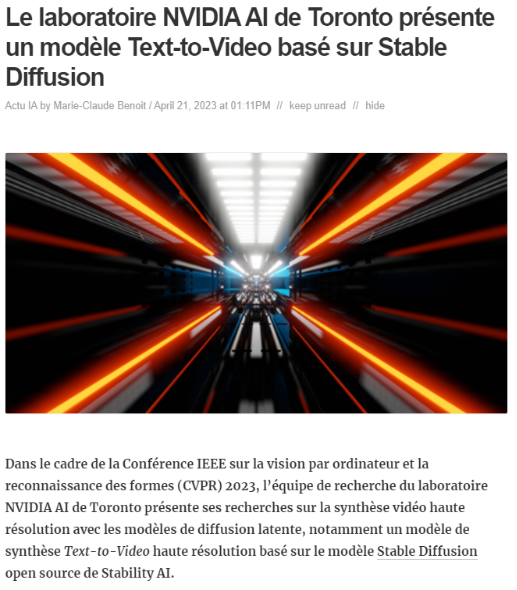 Le laboratoire NVIDIA AI de Toronto présente
un modèle Text-to-Video basé sur Stable
Diffusion
Actu IA by Marie-Claude Benoit / April 21, 2023 at 01:11PM // keep unread // hide
Dans le cadre de la Conférence IEEE sur la vision par ordinateur et la
reconnaissance des formes (CVPR) 2023, l’équipe de recherche du laboratoire
NVIDIA AI de Toronto présente ses recherches sur la synthèse vidéo haute
résolution avec les modèles de diffusion latente, notamment un modèle de
synthèse Text-to-Video haute résolution basé sur le modèle Stable Diffusion
open source de Stability AI.